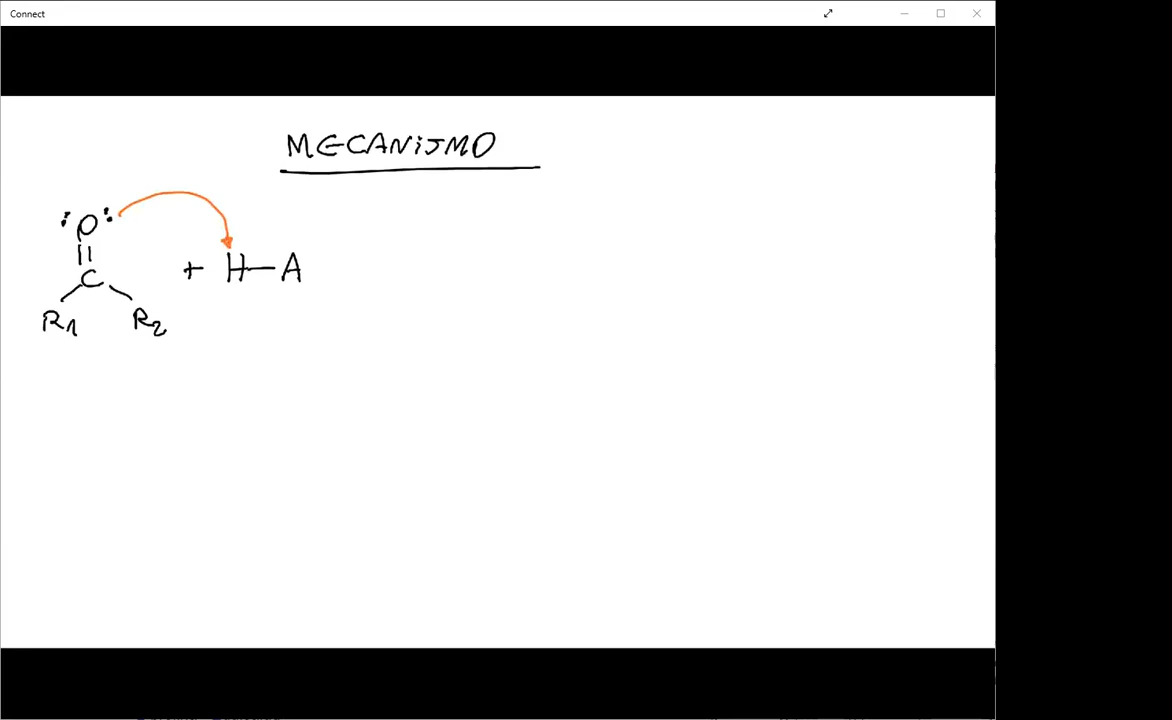 Connect
MECANISMO
:O:
||
C + H—A
R1 R2